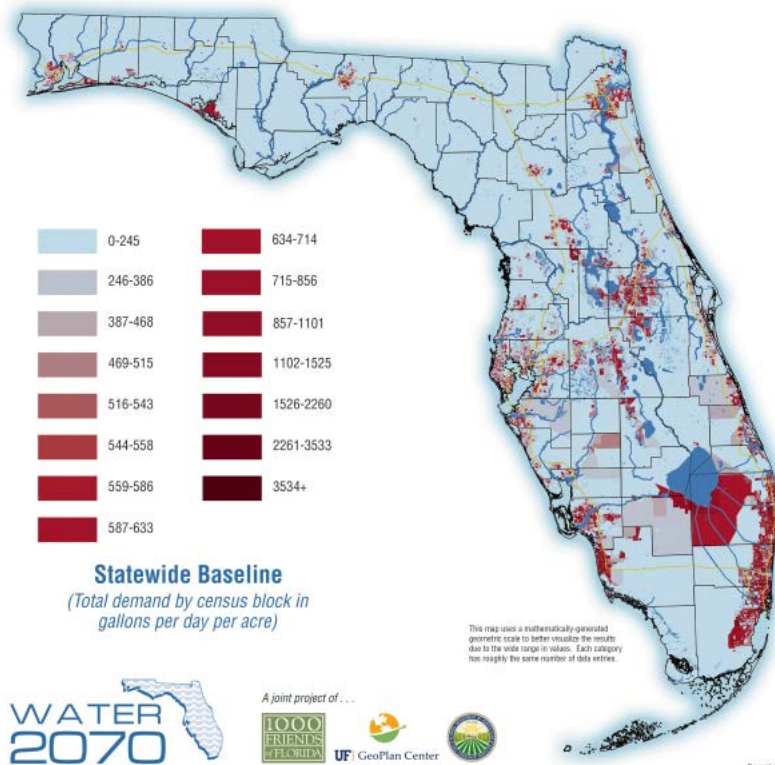 0-245
246-386
387-468
469-515
516-543
544-558
559-586
587-633
634-714
715-856
857-1101
1102-1525
1526-2260
2261-3533
3534+
Statewide Baseline
(Total demand by census block in
gallons per day per acre)
This map uses a mathematically-generated
geometric scale to better visualize the results
due to the wide range in values. Each category
has roughly the same number of data entries.
WATER
2070
A joint project of . . .
1000
FRIENDS
of FLORIDA
UF GeoPlan Center